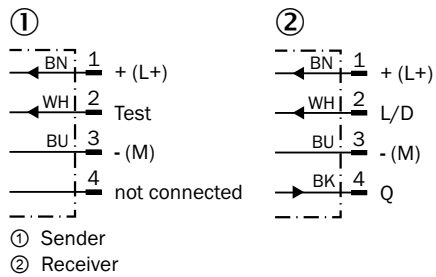 ① ②
BN 1 + (L+)
WH 2 Test
BU 3 - (M)
4 not connected
BN 1 + (L+)
WH 2 L/D
BU 3 - (M)
BK 4 Q
① Sender
② Receiver